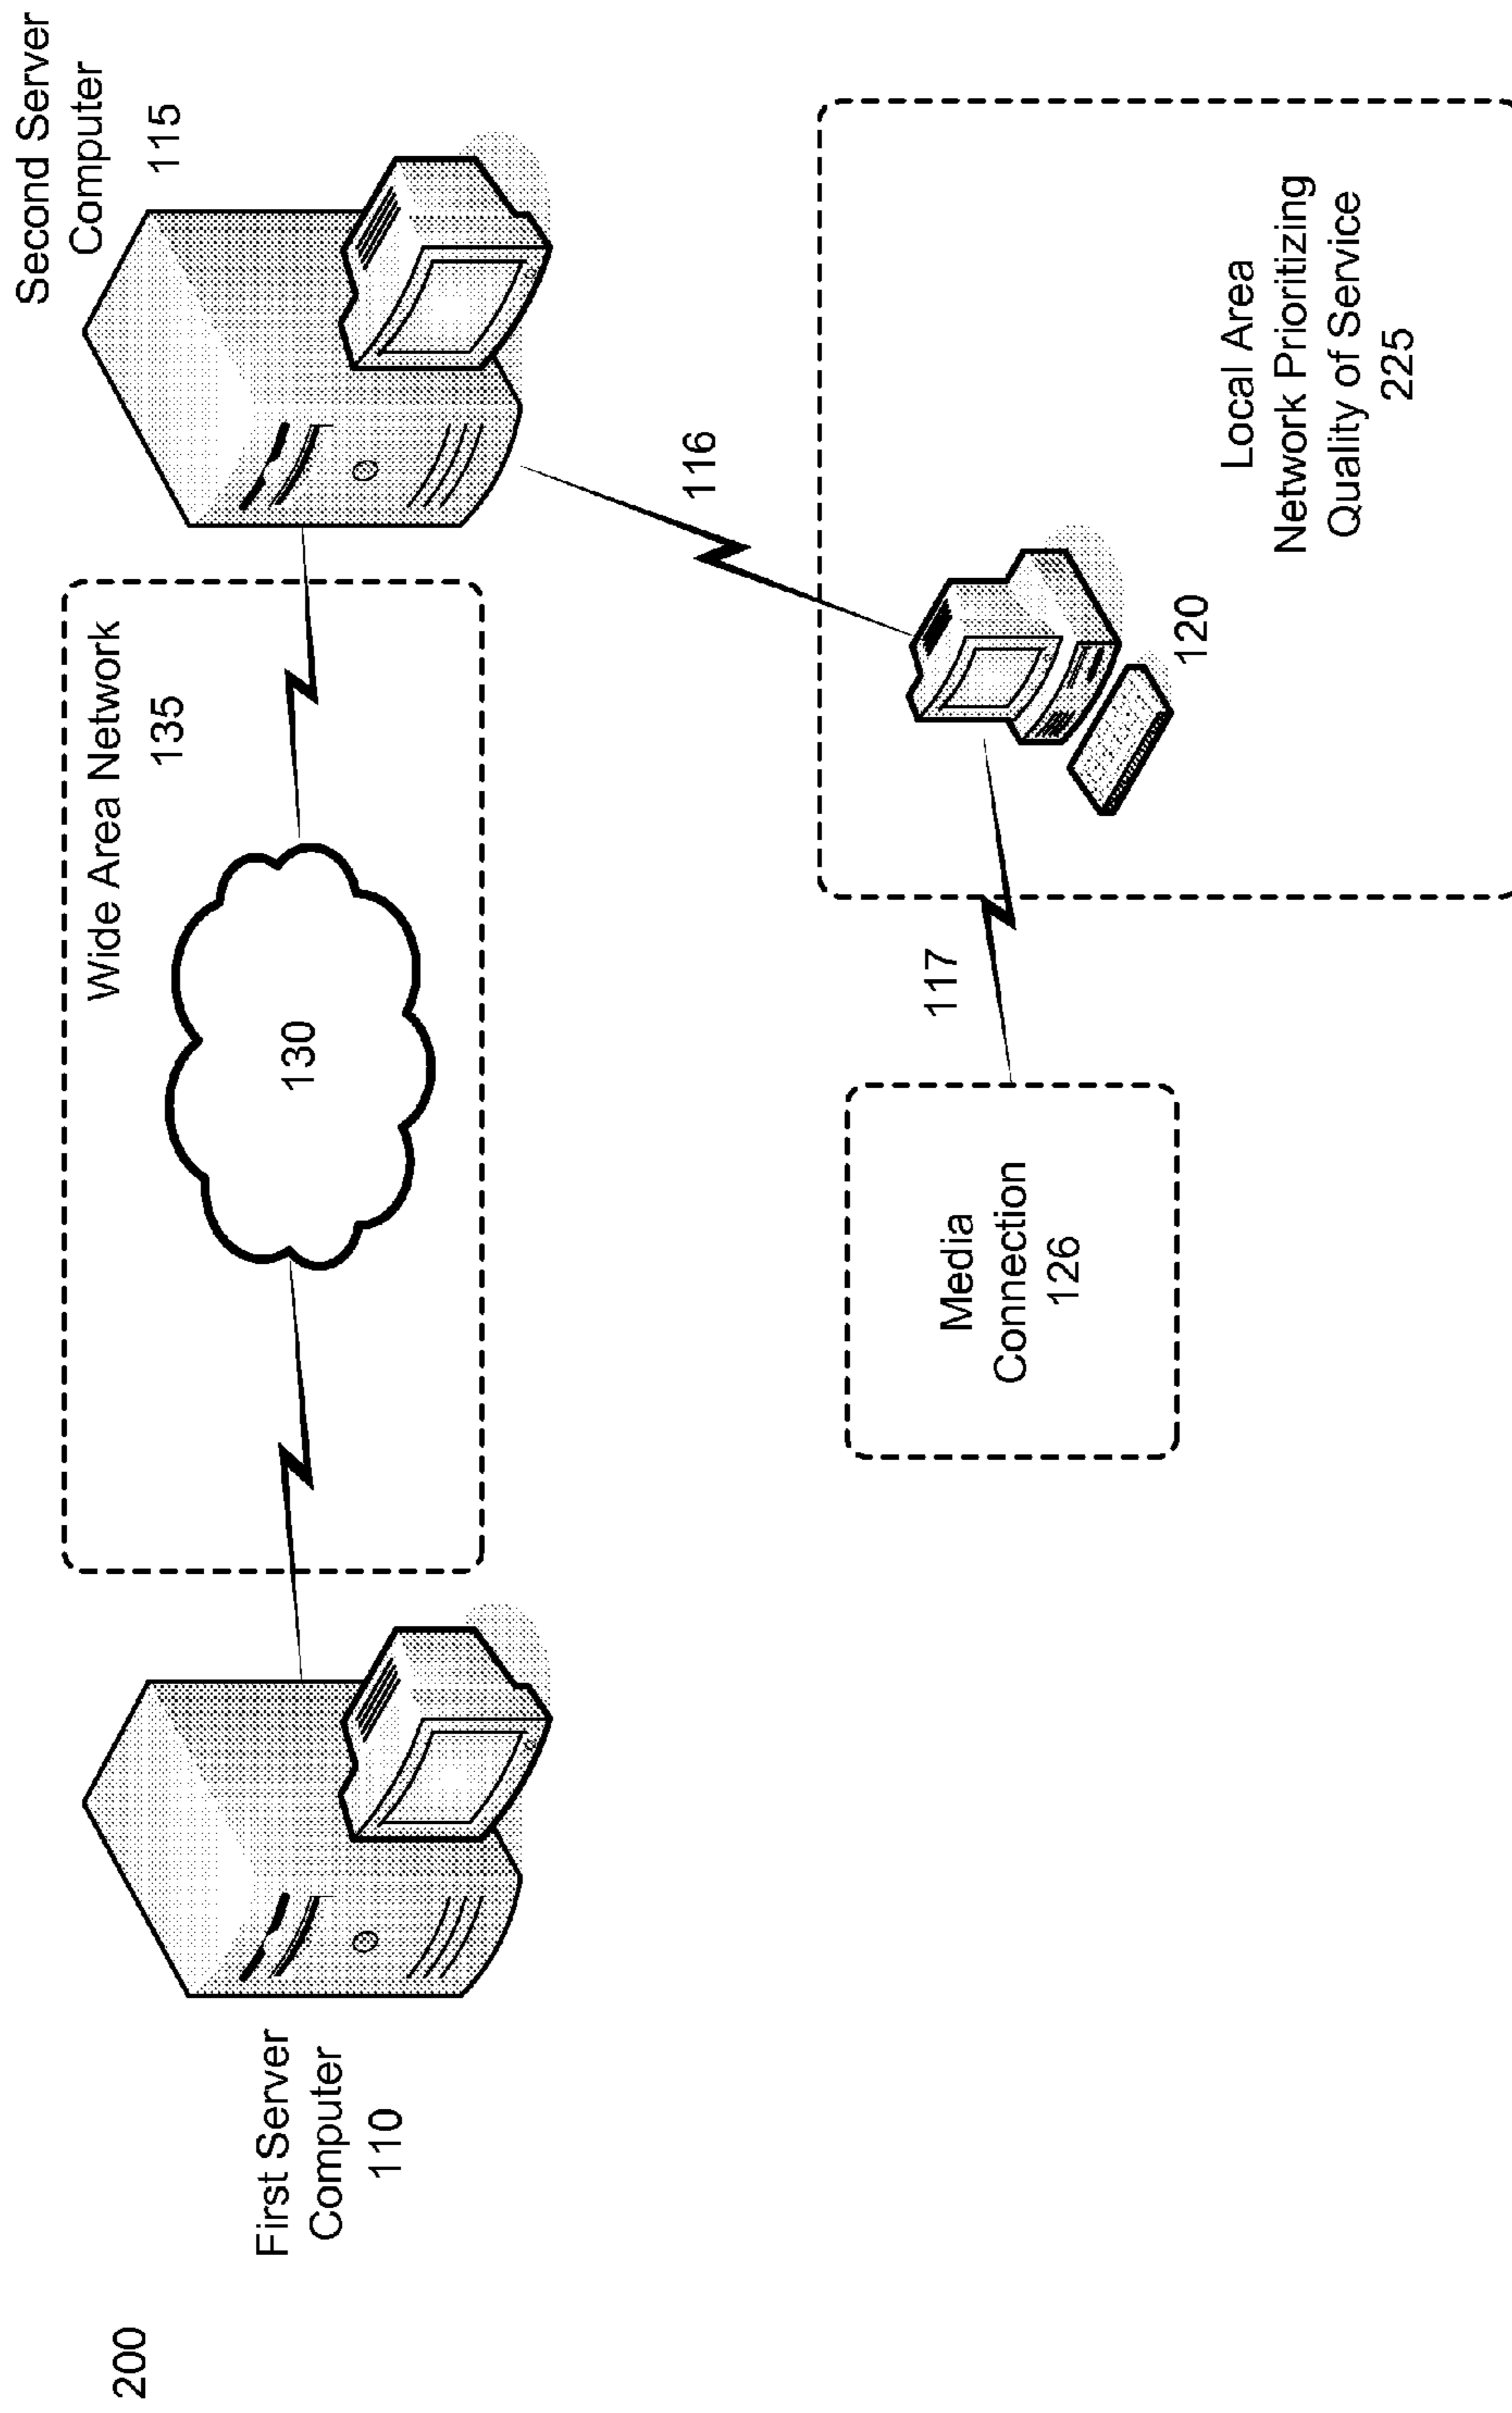 200
First Server
Computer
110
Wide Area Network
135
130
Second Server
Computer
115
116
117
Media
Connection
126
120
Local Area
Network Prioritizing
Quality of Service
225